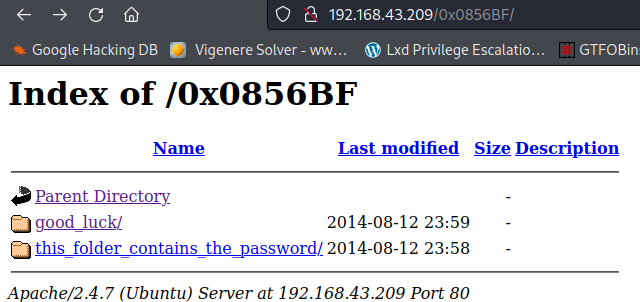 192.168.43.209/0x0856BF/
Google Hacking DB Vigenere Solver - www... Lxd Privilege Escalatio... GTFOBins
Index of /0x0856BF
Name Last modified Size Description
Parent Directory -
good_luck/ 2014-08-12 23:59 -
this_folder_contains_the_password/ 2014-08-12 23:58 -
Apache/2.4.7 (Ubuntu) Server at 192.168.43.209 Port 80